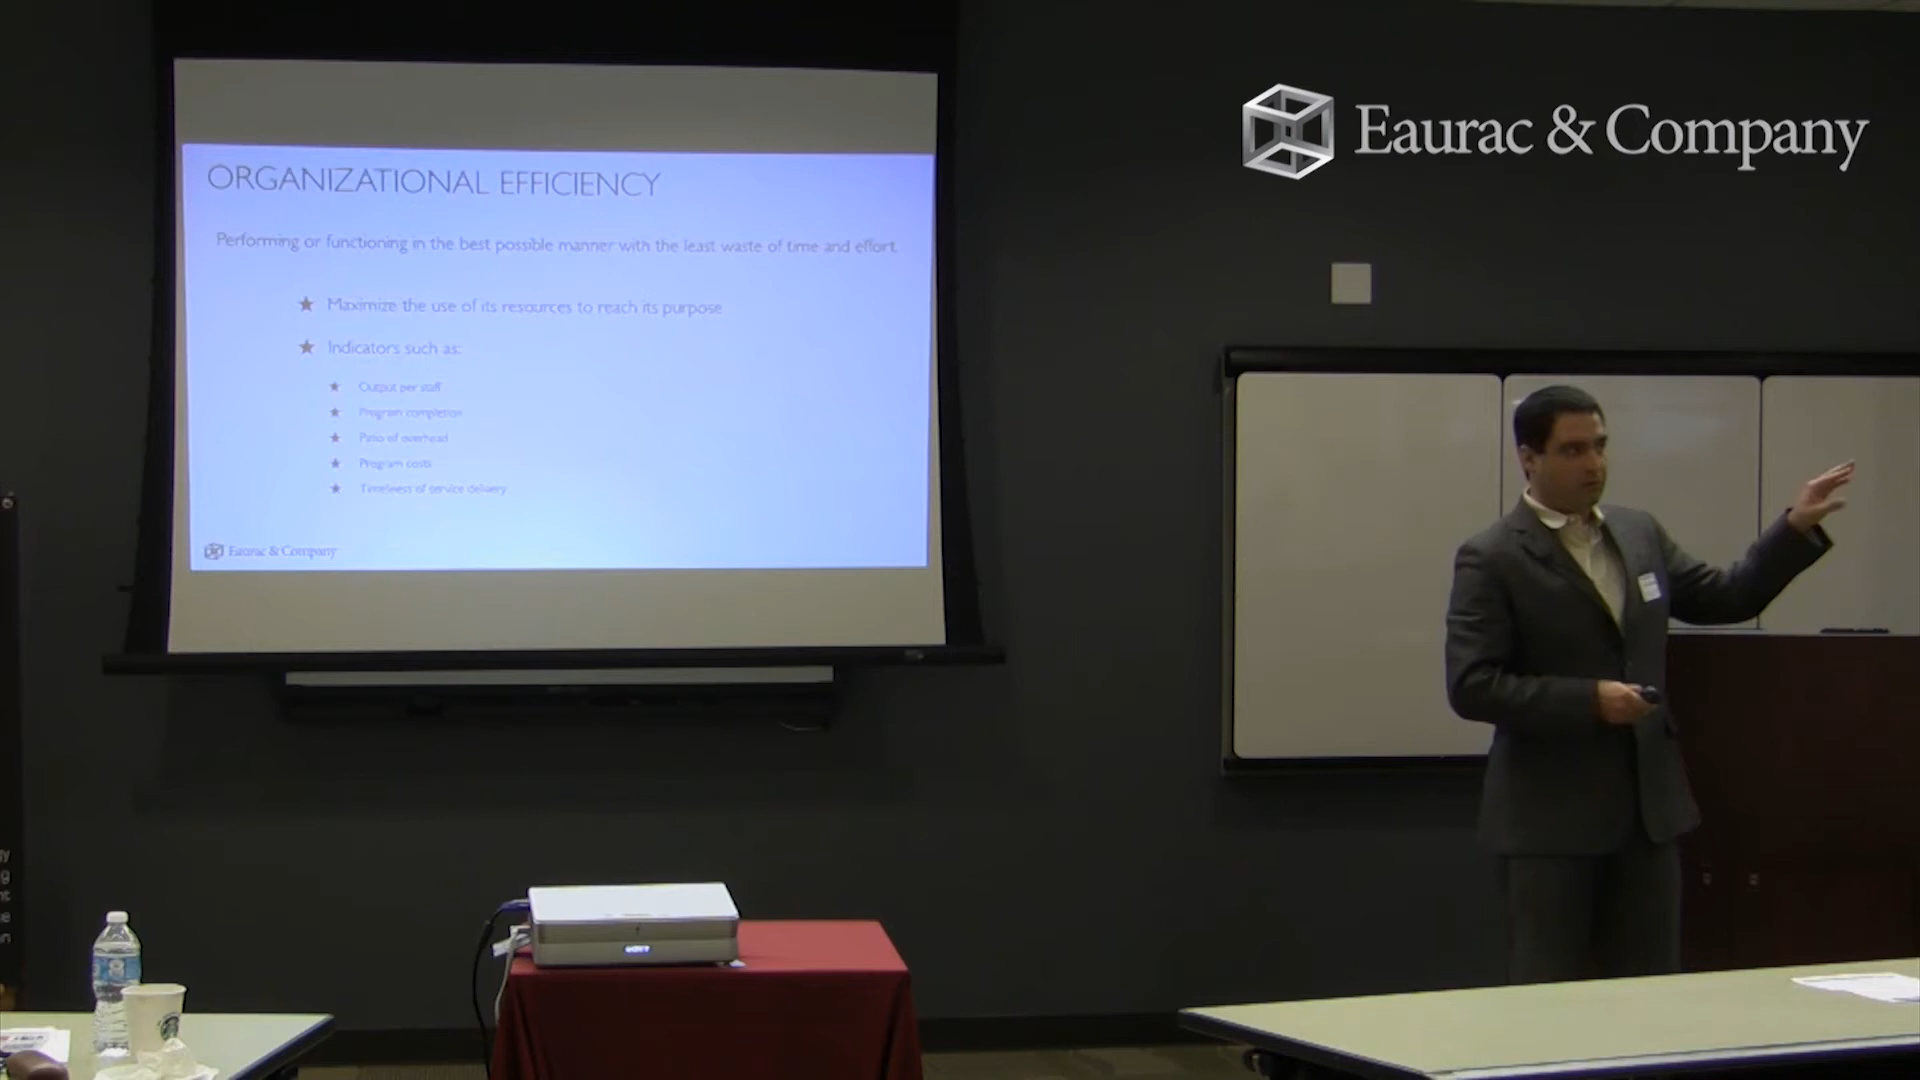 Eaurac & Company
ORGANIZATIONAL EFFICIENCY
Performing or functioning in the best possible manner with the least waste of time and effort.
★ Maximize the use of its resources to reach its purpose
★ Indicators such as:
★ Output per staff
★ Program completion
★ Ratio of overhead
★ Program costs
★ Timeliness of service delivery
Eaurac & Company